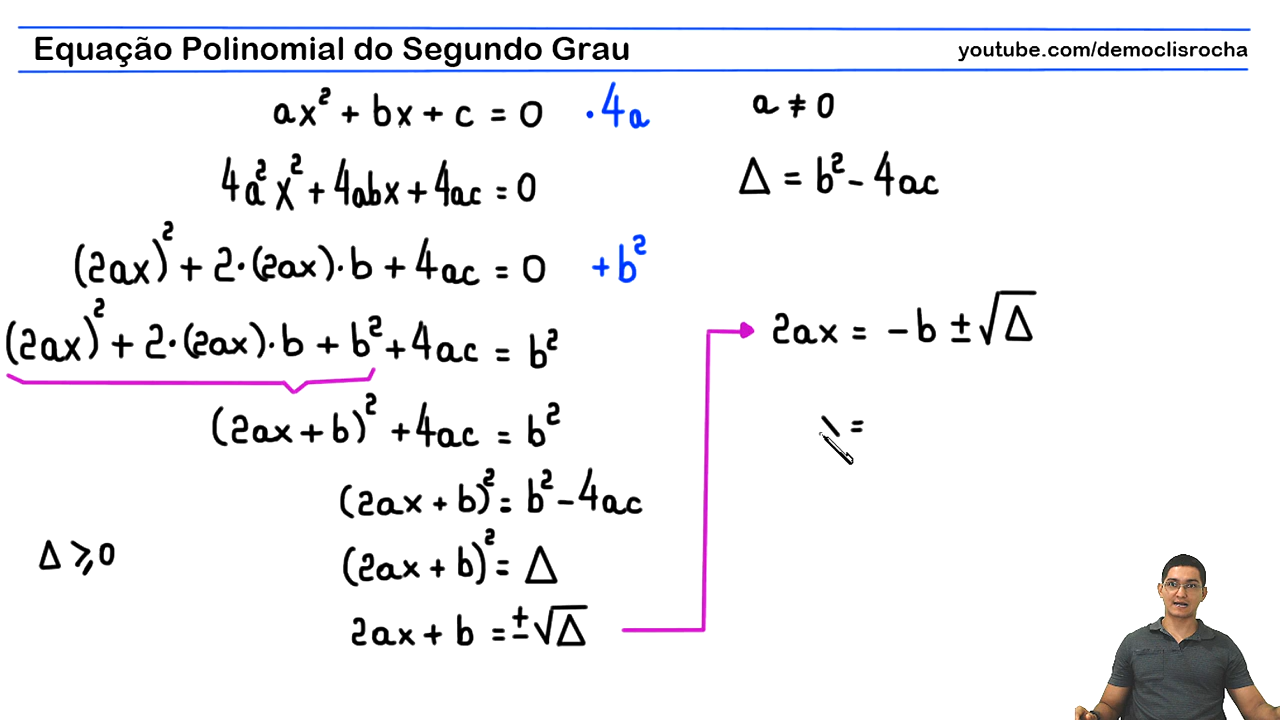 Equação Polinomial do Segundo Grau
youtube.com/democlisrocha
ax² + bx + c = 0 · 4a
4a²x² + 4abx + 4ac = 0
(2ax)² + 2·(2ax)·b + 4ac = 0 + b²
(2ax)² + 2·(2ax)·b + b² + 4ac = b²
(2ax + b)² + 4ac = b²
(2ax + b)² = b² - 4ac
Δ ⩾ 0
(2ax + b)² = Δ
2ax + b = ±√Δ
a ≠ 0
Δ = b² - 4ac
2ax = -b ± √Δ
\ =